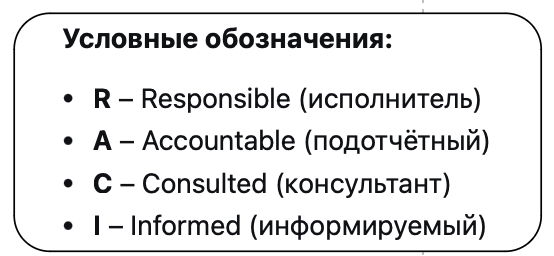 Условные обозначения:
• R – Responsible (исполнитель)
• A – Accountable (подотчётный)
• C – Consulted (консультант)
• I – Informed (информируемый)